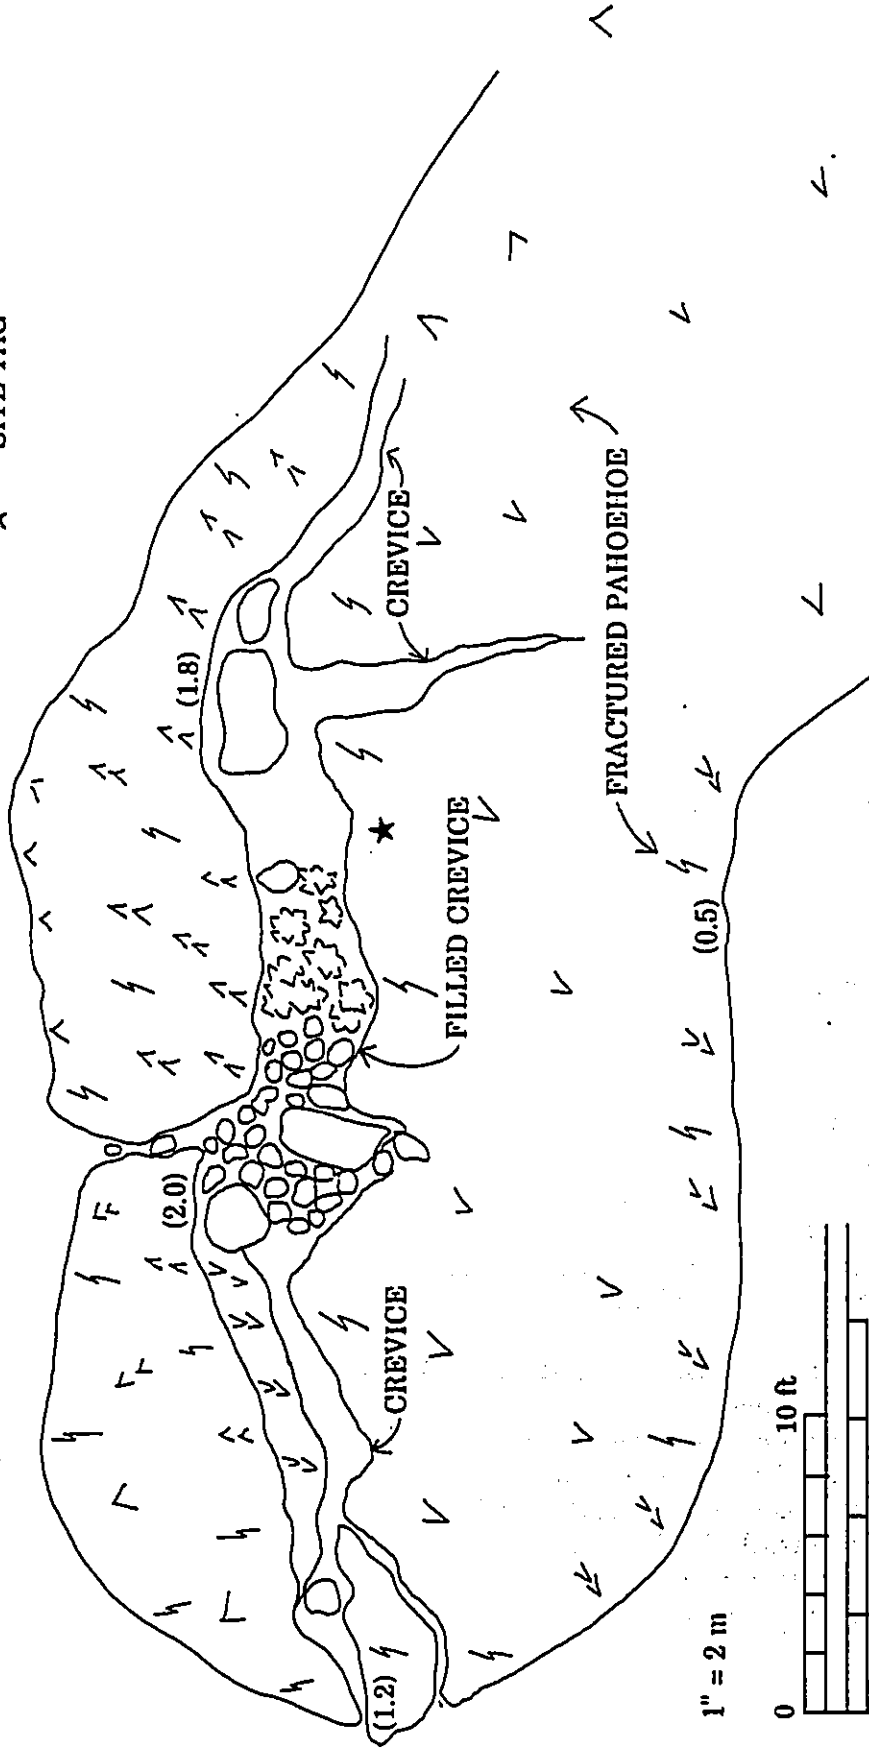 SITE TAG
(1.8)
CREVICE
FRACTURED PAHOEHOE
FILLED CREVICE
(2.0)
(0.5)
CREVICE
(1.2)
1" = 2 m
0 10 ft